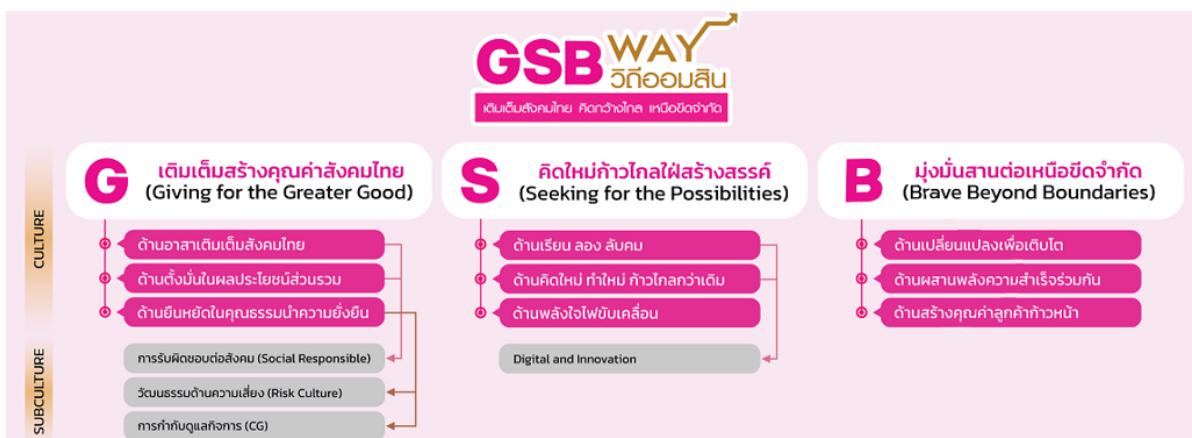 GSB WAY
วิถีออมสิน
เติมเต็มสังคมไทย คิดกว้างไกล เหนือขีดจำกัด
CULTURE
G
เติมเต็มสร้างคุณค่าสังคมไทย
(Giving for the Greater Good)
ด้านอาสาเติมเต็มสังคมไทย
ด้านตั้งมั่นในผลประโยชน์ส่วนรวม
ด้านยืนหยัดในคุณธรรมนำความยั่งยืน
S
คิดใหม่ก้าวไกลใฝ่สร้างสรรค์
(Seeking for the Possibilities)
ด้านเรียน ลอง ลับคม
ด้านคิดใหม่ ทำใหม่ ก้าวไกลกว่าเดิม
ด้านพลังใจไฟขับเคลื่อน
B
มุ่งมั่นสานต่อเหนือขีดจำกัด
(Brave Beyond Boundaries)
ด้านเปลี่ยนแปลงเพื่อเติบโต
ด้านผสานพลังความสำเร็จร่วมกัน
ด้านสร้างคุณค่าลูกค้าก้าวหน้า
SUBCULTURE
การรับผิดชอบต่อสังคม (Social Responsible)
วัฒนธรรมด้านความเสี่ยง (Risk Culture)
การกำกับดูแลกิจการ (CG)
Digital and Innovation